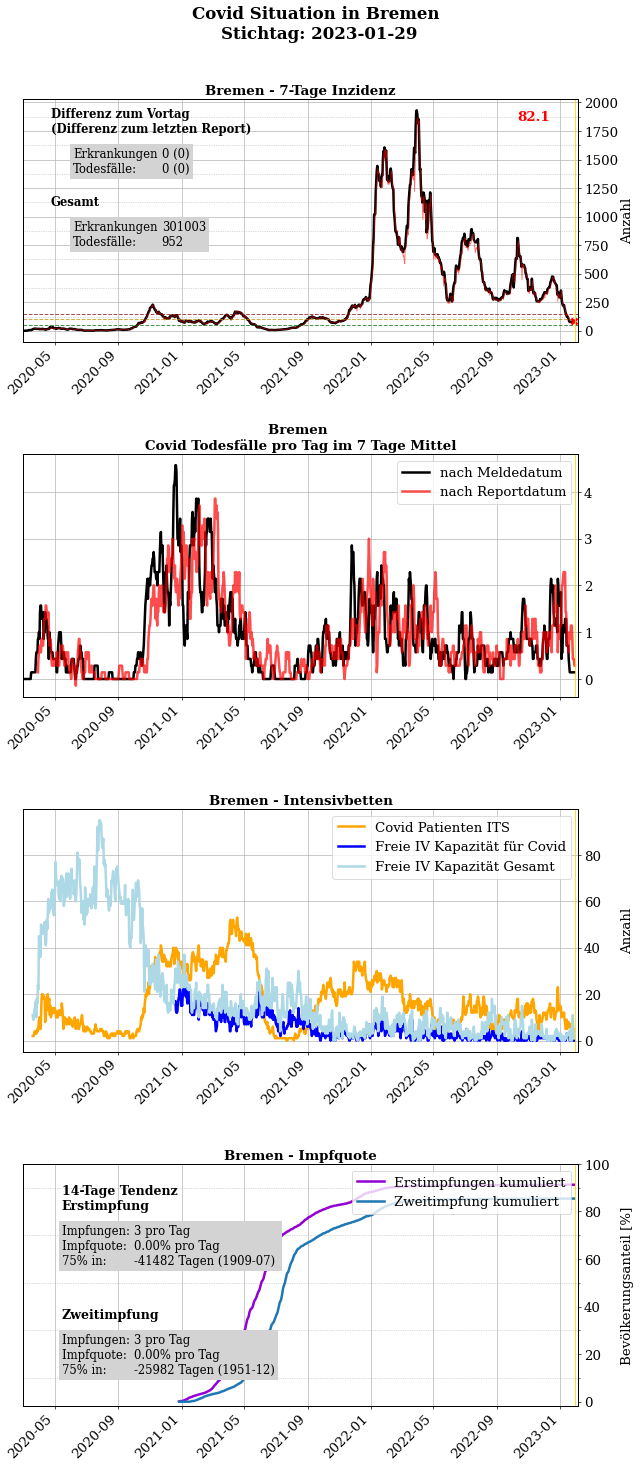 Covid Situation in Bremen
Stichtag: 2023-01-29
Bremen - 7-Tage Inzidenz
Differenz zum Vortag
(Differenz zum letzten Report)
Erkrankungen 0 (0)
Todesfälle: 0 (0)
Gesamt
Erkrankungen 301003
Todesfälle: 952
82.1
2000
1750
1500
1250
1000
750
500
250
0
Anzahl
2020-05 2020-09 2021-01 2021-05 2021-09 2022-01 2022-05 2022-09 2023-01
Bremen
Covid Todesfälle pro Tag im 7 Tage Mittel
nach Meldedatum
nach Reportdatum
4
3
2
1
0
2020-05 2020-09 2021-01 2021-05 2021-09 2022-01 2022-05 2022-09 2023-01
Bremen - Intensivbetten
Covid Patienten ITS
Freie IV Kapazität für Covid
Freie IV Kapazität Gesamt
80
60
40
20
0
Anzahl
2020-05 2020-09 2021-01 2021-05 2021-09 2022-01 2022-05 2022-09 2023-01
Bremen - Impfquote
14-Tage Tendenz
Erstimpfung
Impfungen: 3 pro Tag
Impfquote: 0.00% pro Tag
75% in: -41482 Tagen (1909-07)
Zweitimpfung
Impfungen: 3 pro Tag
Impfquote: 0.00% pro Tag
75% in: -25982 Tagen (1951-12)
Erstimpfungen kumuliert
Zweitimpfung kumuliert
100
80
60
40
20
0
Bevölkerungsanteil [%]
2020-05 2020-09 2021-01 2021-05 2021-09 2022-01 2022-05 2022-09 2023-01